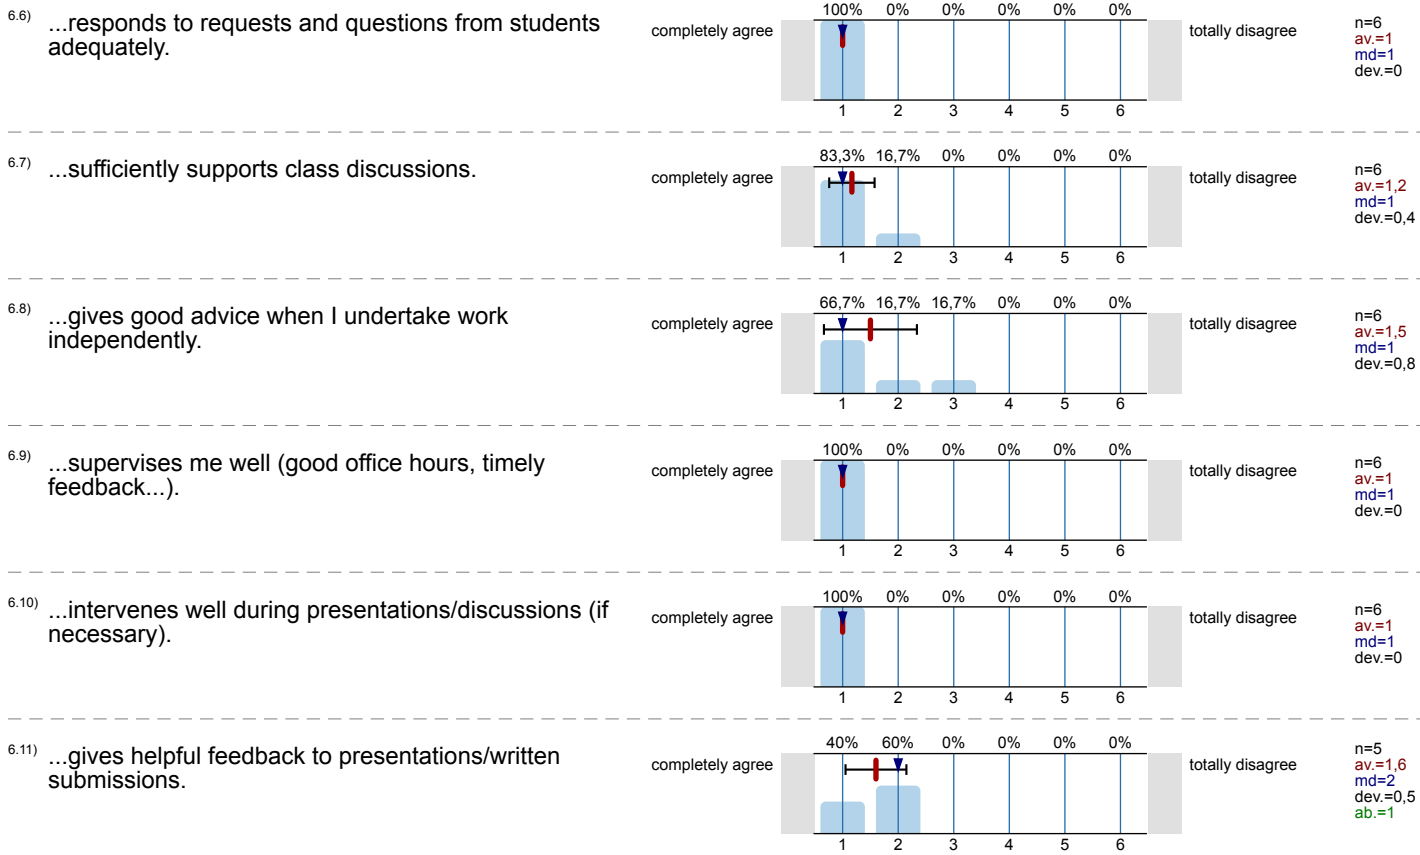 6.6) ...responds to requests and questions from students
adequately.
completely agree
100% 0% 0% 0% 0% 0%
1 2 3 4 5 6
totally disagree
n=6
av.=1
md=1
dev.=0
6.7) ...sufficiently supports class discussions.
completely agree
83,3% 16,7% 0% 0% 0% 0%
1 2 3 4 5 6
totally disagree
n=6
av.=1,2
md=1
dev.=0,4
6.8) ...gives good advice when I undertake work
independently.
completely agree
66,7% 16,7% 16,7% 0% 0% 0%
1 2 3 4 5 6
totally disagree
n=6
av.=1,5
md=1
dev.=0,8
6.9) ...supervises me well (good office hours, timely
feedback...).
completely agree
100% 0% 0% 0% 0% 0%
1 2 3 4 5 6
totally disagree
n=6
av.=1
md=1
dev.=0
6.10) ...intervenes well during presentations/discussions (if
necessary).
completely agree
100% 0% 0% 0% 0% 0%
1 2 3 4 5 6
totally disagree
n=6
av.=1
md=1
dev.=0
6.11) ...gives helpful feedback to presentations/written
submissions.
completely agree
40% 60% 0% 0% 0% 0%
1 2 3 4 5 6
totally disagree
n=5
av.=1,6
md=2
dev.=0,5
ab.=1